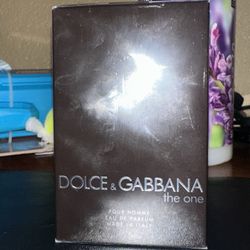 DOLCE & GABBANA
the one
POUR HOMME
EAU DE PARFUM
MADE IN ITALY